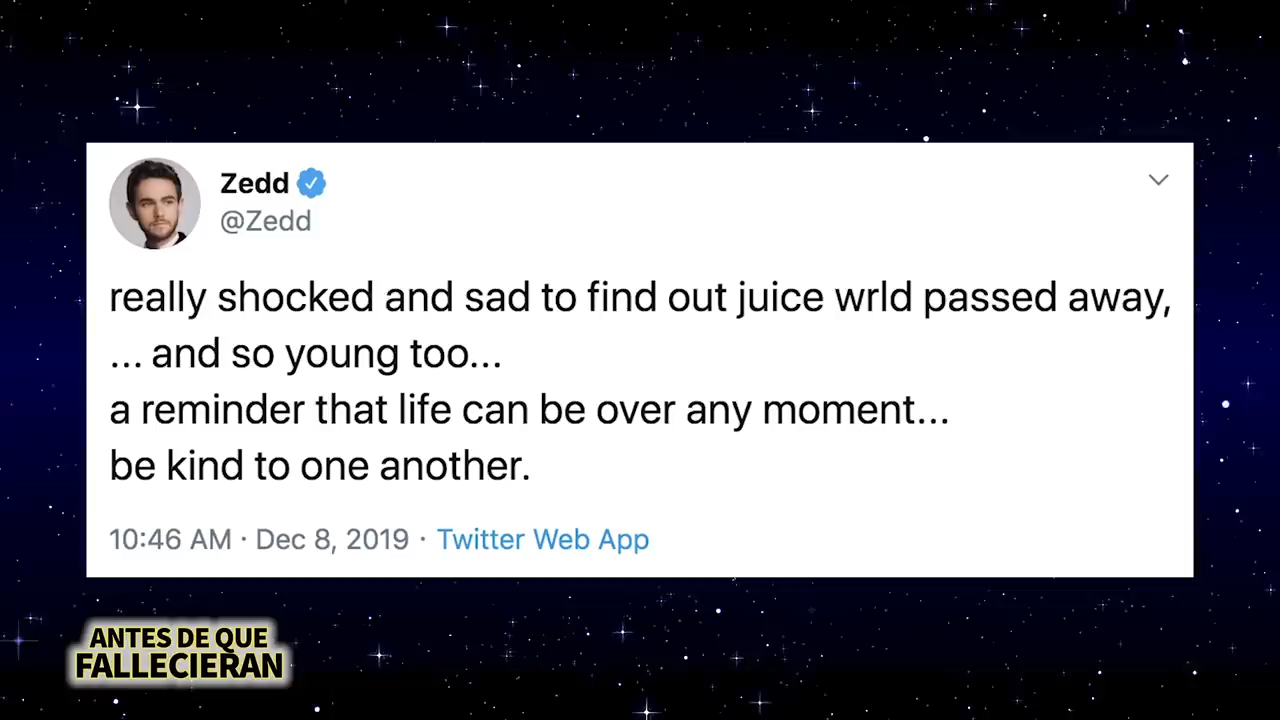 Zedd
@Zedd
really shocked and sad to find out juice wrld passed away,
... and so young too...
a reminder that life can be over any moment...
be kind to one another.
10:46 AM · Dec 8, 2019 · Twitter Web App
ANTES DE QUE
FALLECIERAN